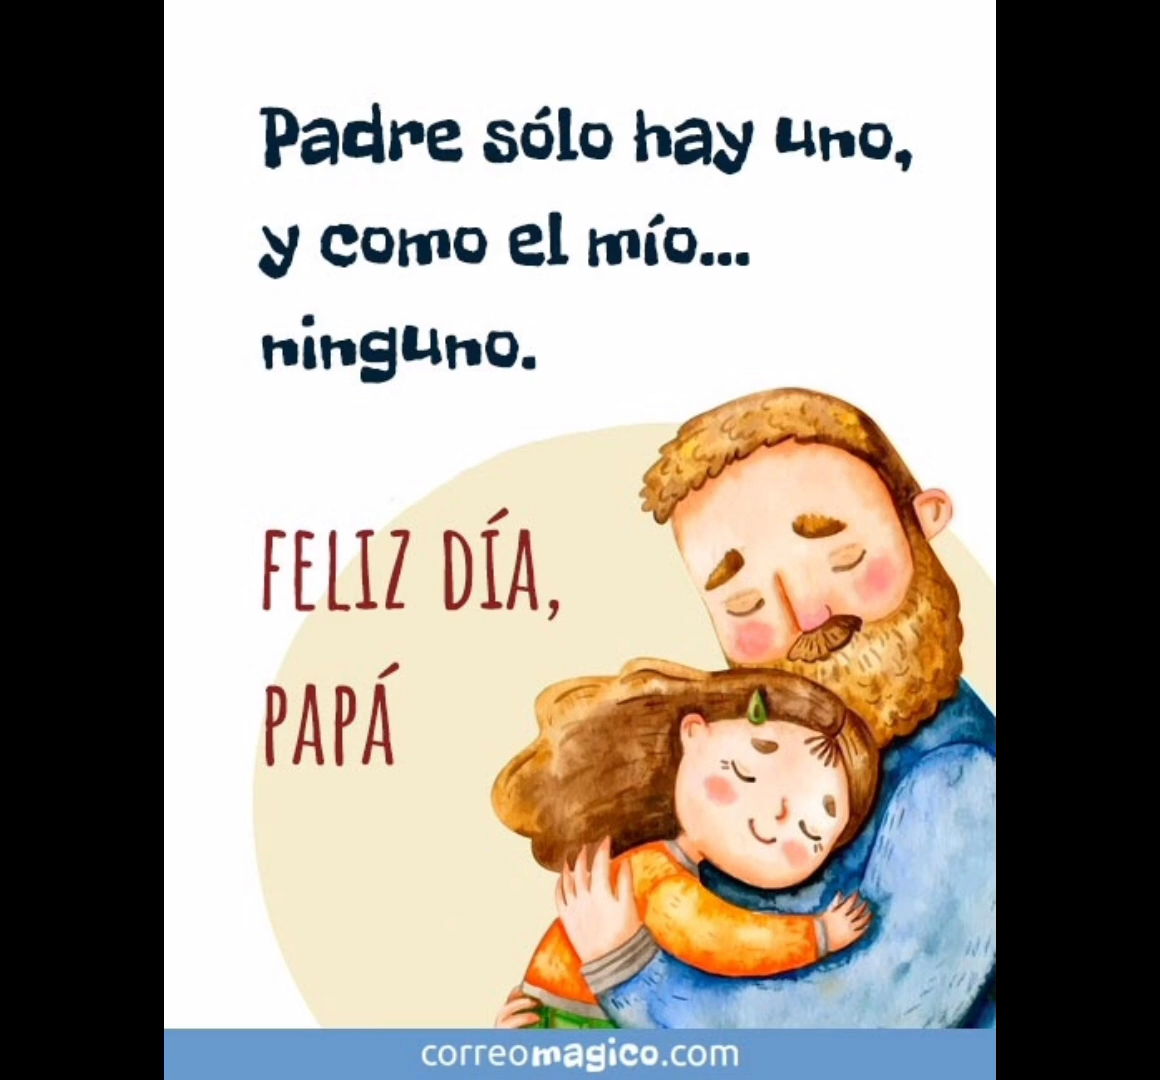 Padre sólo hay uno,
y como el mío...
ninguno.
FELIZ DÍA,
PAPÁ
correomagico.com